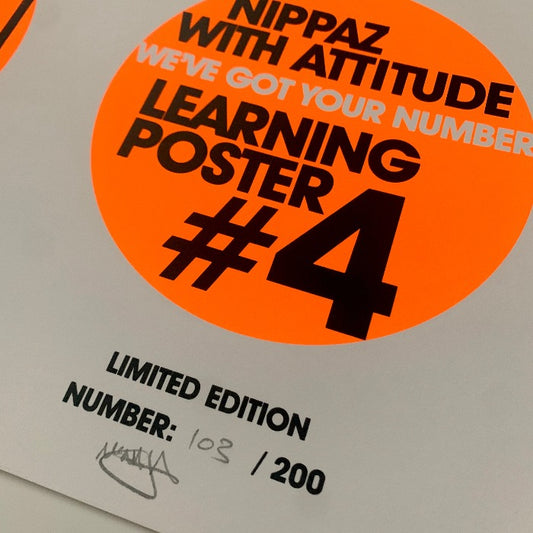 NIPPAZ
WITH ATTITUDE
WE'VE GOT YOUR NUMBER
LEARNING
POSTER
#4
LIMITED EDITION
NUMBER: 103 / 200